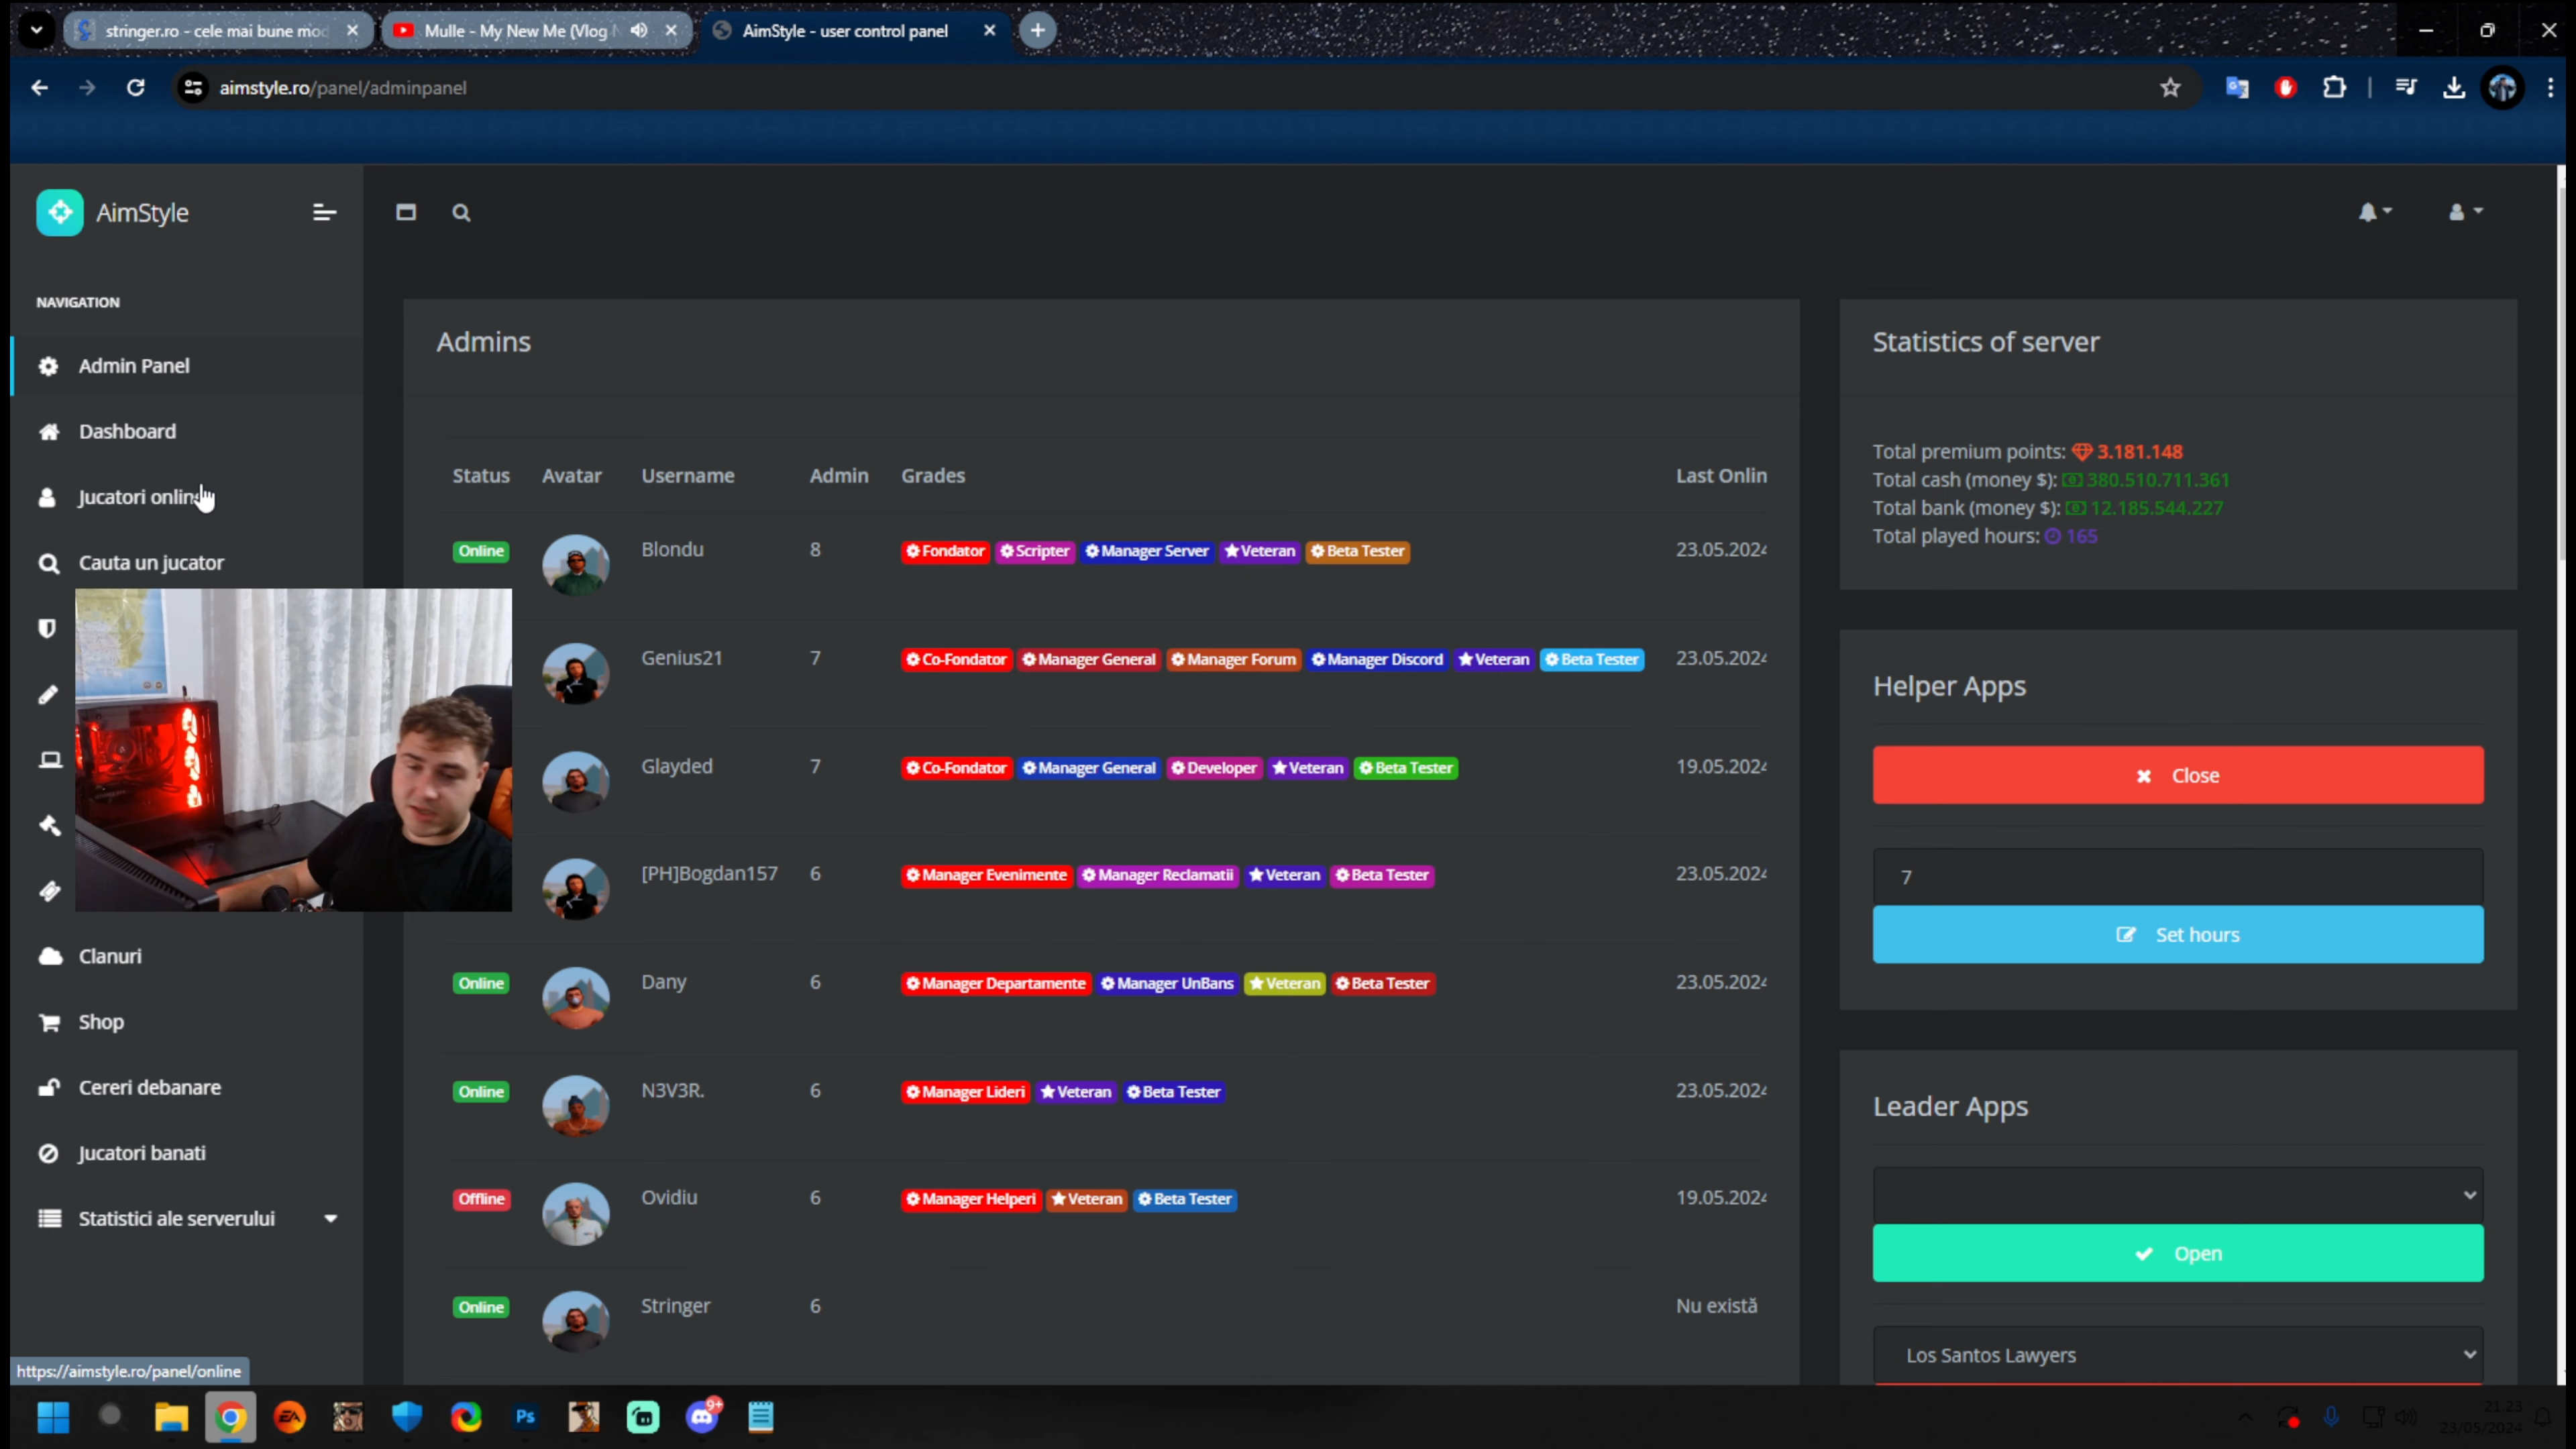 stringer.ro - cele mai bune mod
Mulle - My New Me (Vlog N
AimStyle - user control panel
aimstyle.ro/panel/adminpanel
AimStyle
NAVIGATION
Admin Panel
Dashboard
Jucatori online
Cauta un jucator
Clanuri
Shop
Cereri debanare
Jucatori banati
Statistici ale serverului
Admins
Status Avatar Username Admin Grades Last Onlin
Online Blondu 8 Fondator Scripter Manager Server Veteran Beta Tester 23.05.2024
Genius21 7 Co-Fondator Manager General Manager Forum Manager Discord Veteran Beta Tester 23.05.2024
Glayded 7 Co-Fondator Manager General Developer Veteran Beta Tester 19.05.2024
[PH]Bogdan157 6 Manager Evenimente Manager Reclamatii Veteran Beta Tester 23.05.2024
Online Dany 6 Manager Departamente Manager UnBans Veteran Beta Tester 23.05.2024
Online N3V3R. 6 Manager Lideri Veteran Beta Tester 23.05.2024
Offline Ovidiu 6 Manager Helperi Veteran Beta Tester 19.05.2024
Online Stringer 6 Nu există
Statistics of server
Total premium points: 3.181.148
Total cash (money $): 380.510.711.361
Total bank (money $): 12.185.544.227
Total played hours: 165
Helper Apps
Close
7
Set hours
Leader Apps
Open
Los Santos Lawyers
https://aimstyle.ro/panel/online
EA
Ps
9+
21:23
23/05/2024